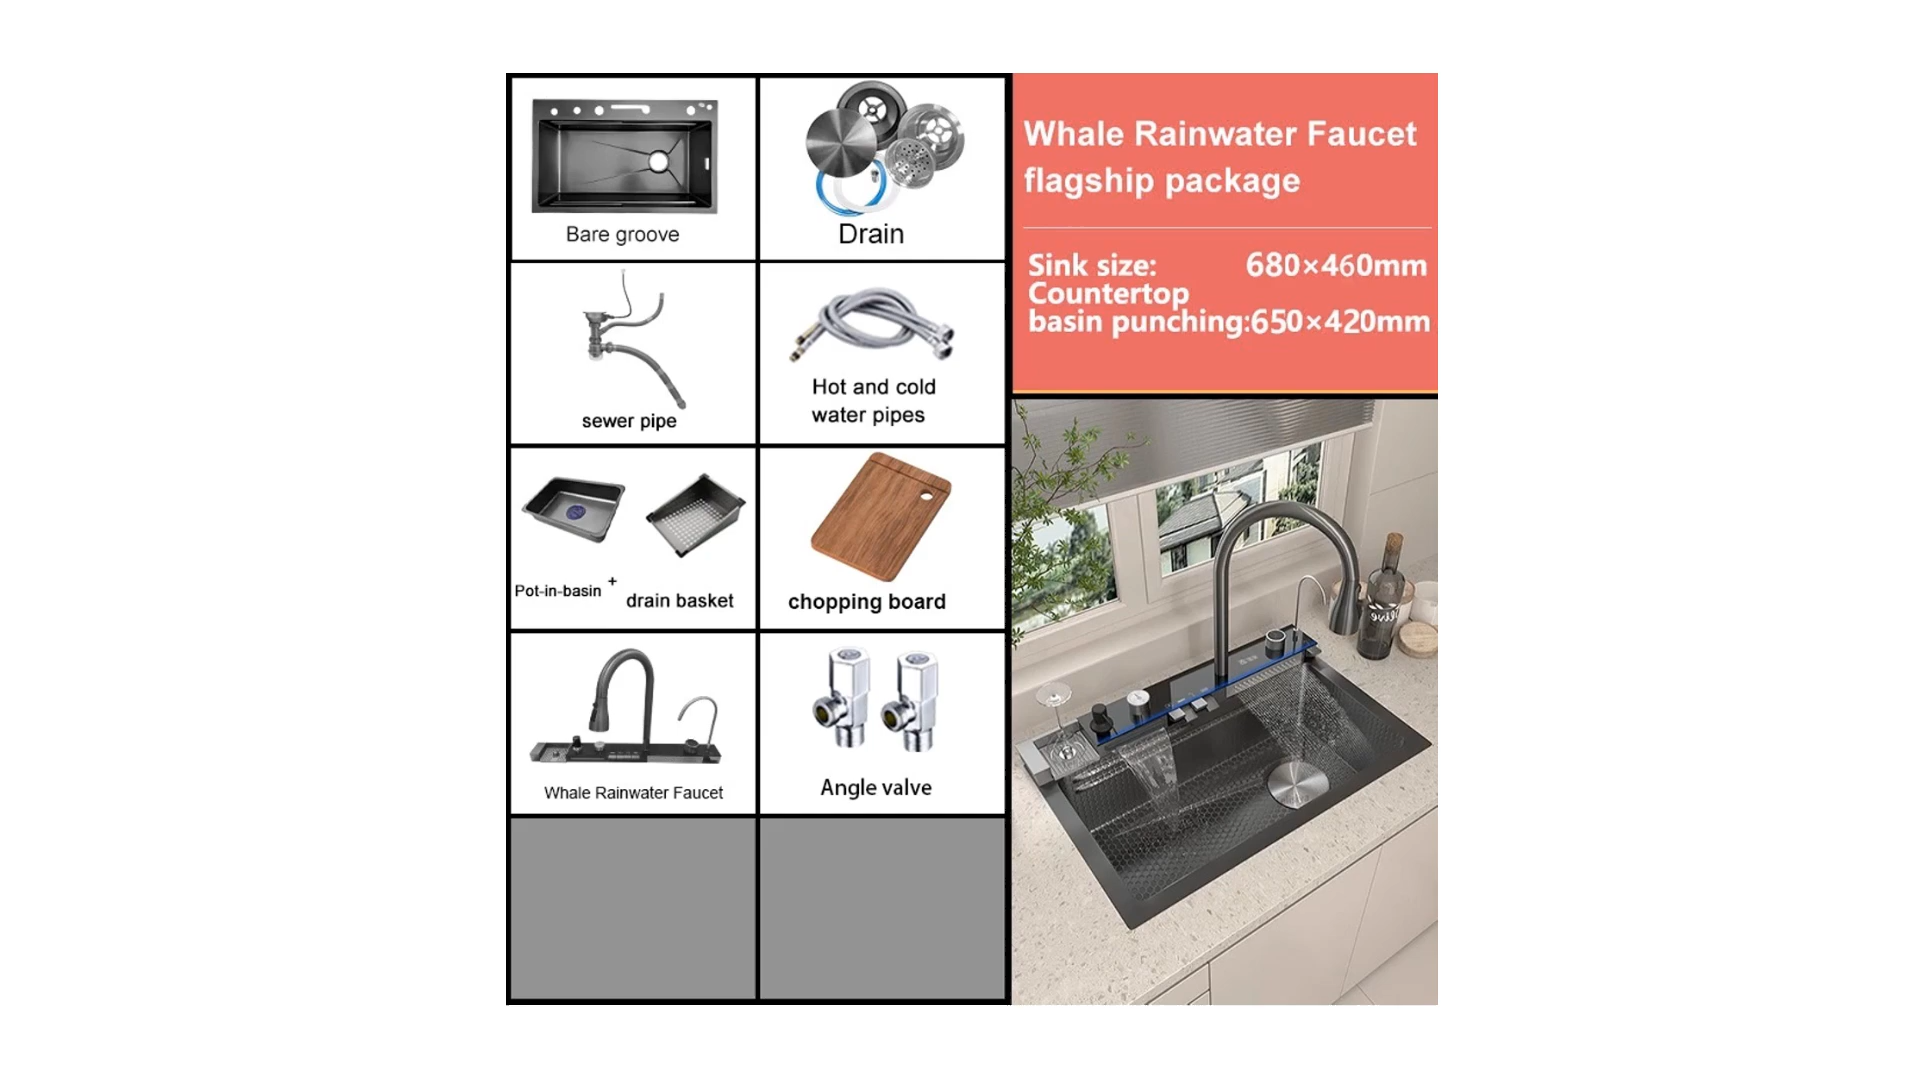 Bare groove
Drain
sewer pipe
Hot and cold
water pipes
Pot-in-basin +
drain basket
chopping board
Whale Rainwater Faucet
Angle valve
Whale Rainwater Faucet
flagship package
Sink size: 680×460mm
Countertop
basin punching:650×420mm